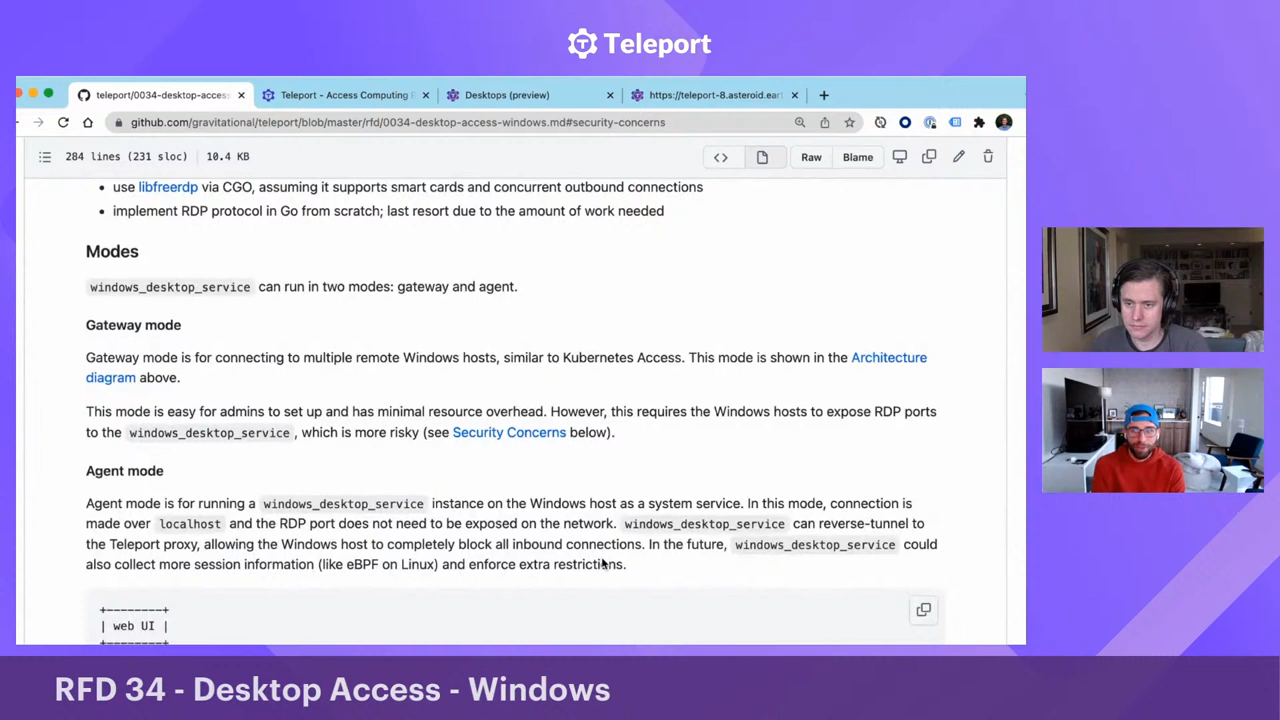 Teleport
teleport/0034-desktop-access-
Teleport - Access Computing F
Desktops (preview)
https://teleport-8.asteroid.eart
github.com/gravitational/teleport/blob/master/rfd/0034-desktop-access-windows.md#security-concerns
284 lines (231 sloc) 10.4 KB
Raw
Blame
• use libfreerdp via CGO, assuming it supports smart cards and concurrent outbound connections
• implement RDP protocol in Go from scratch; last resort due to the amount of work needed
Modes
windows_desktop_service can run in two modes: gateway and agent.
Gateway mode
Gateway mode is for connecting to multiple remote Windows hosts, similar to Kubernetes Access. This mode is shown in the Architecture
diagram above.
This mode is easy for admins to set up and has minimal resource overhead. However, this requires the Windows hosts to expose RDP ports
to the windows_desktop_service, which is more risky (see Security Concerns below).
Agent mode
Agent mode is for running a windows_desktop_service instance on the Windows host as a system service. In this mode, connection is
made over localhost and the RDP port does not need to be exposed on the network. windows_desktop_service can reverse-tunnel to
the Teleport proxy, allowing the Windows host to completely block all inbound connections. In the future, windows_desktop_service could
also collect more session information (like eBPF on Linux) and enforce extra restrictions.
+--------+
| web UI |
+--------+
RFD 34 - Desktop Access - Windows